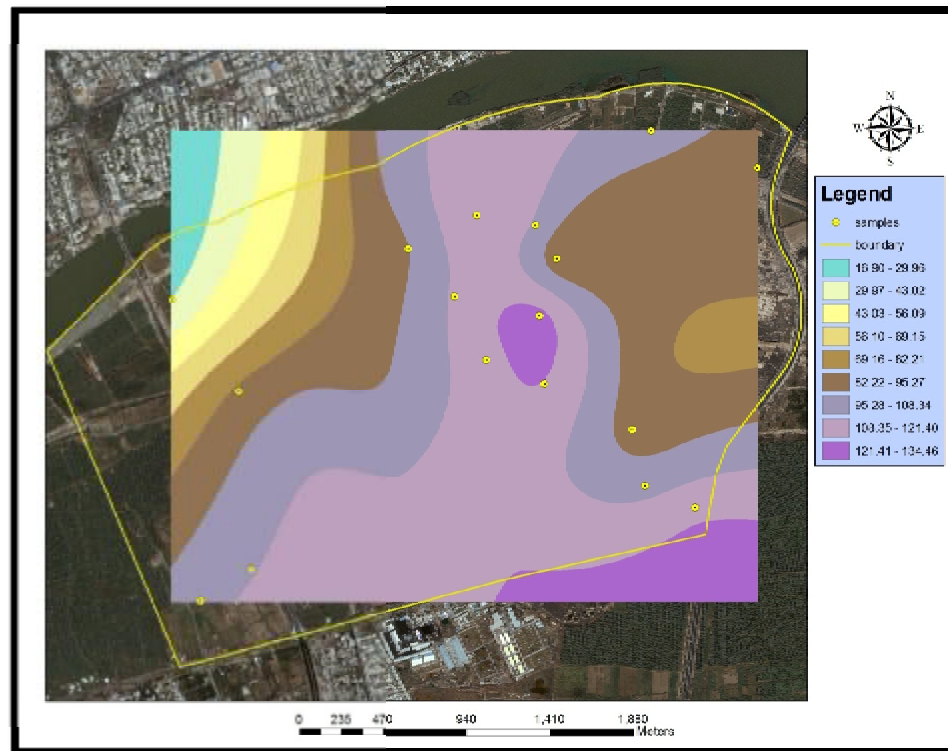 N
W E
S
Legend
samples
boundary
16.90 - 29.96
29.97 - 43.02
43.03 - 56.09
56.10 - 69.15
69.16 - 82.21
82.22 - 95.27
95.28 - 108.34
108.35 - 121.40
121.41 - 134.46
0 235 470 940 1,410 1,880
Meters